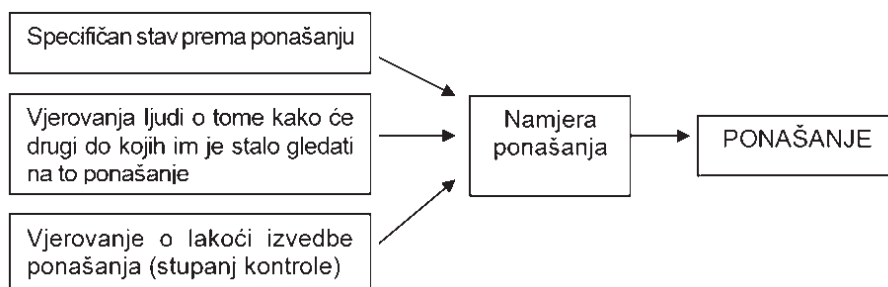 Specifičan stav prema ponašanju
Vjerovanja ljudi o tome kako će
drugi do kojih im je stalo gledati
na to ponašanje
Vjerovanje o lakoći izvedbe
ponašanja (stupanj kontrole)
Namjera
ponašanja
PONAŠANJE